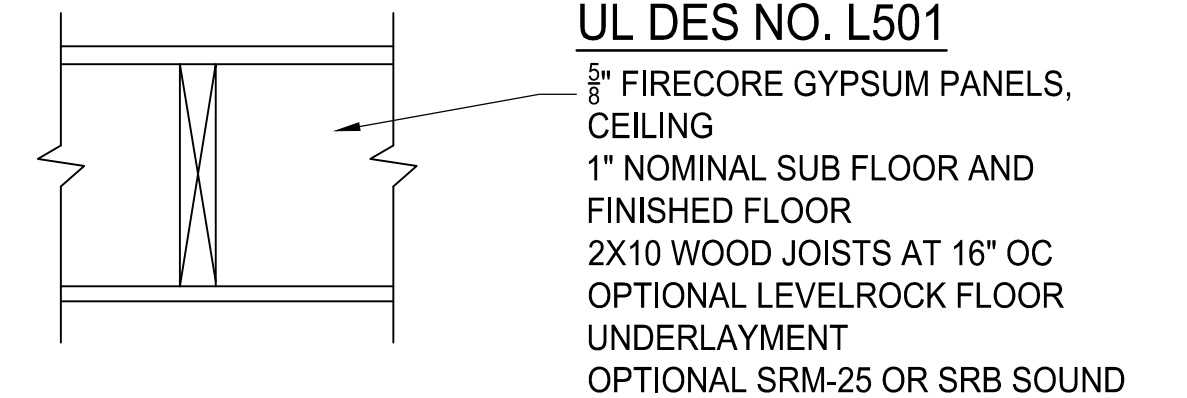 UL DES NO. L501
5/8" FIRECORE GYPSUM PANELS,
CEILING
1" NOMINAL SUB FLOOR AND
FINISHED FLOOR
2X10 WOOD JOISTS AT 16" OC
OPTIONAL LEVELROCK FLOOR
UNDERLAYMENT
OPTIONAL SRM-25 OR SRB SOUND